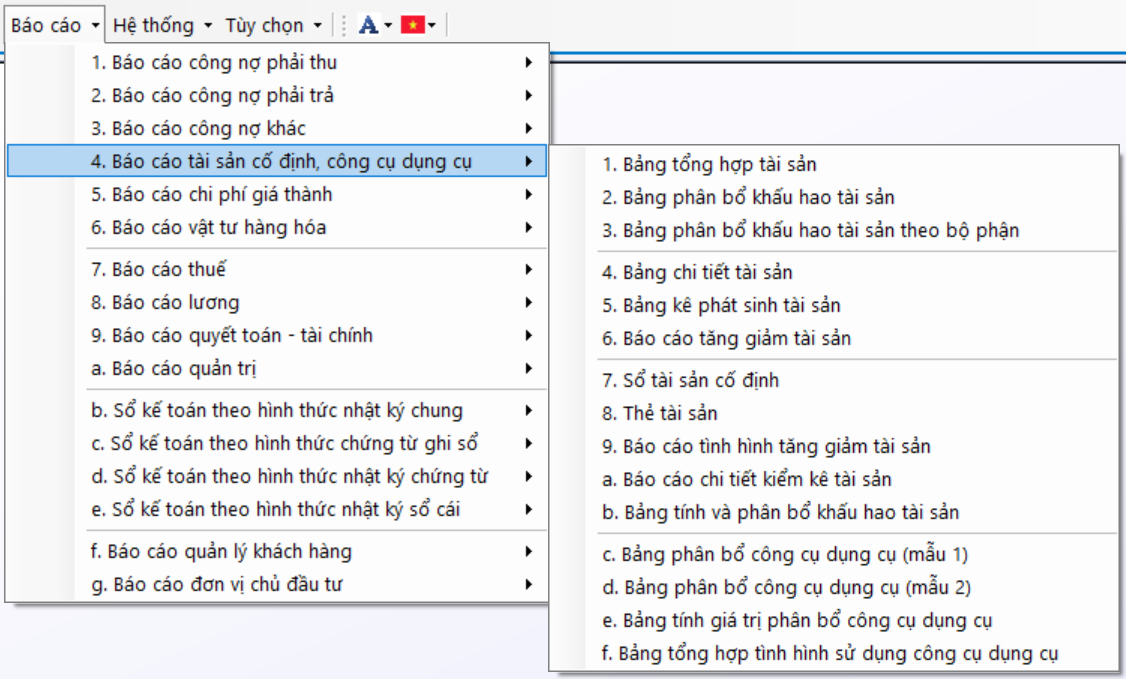 Báo cáo Hệ thống Tùy chọn A
1. Báo cáo công nợ phải thu
2. Báo cáo công nợ phải trả
3. Báo cáo công nợ khác
4. Báo cáo tài sản cố định, công cụ dụng cụ
5. Báo cáo chi phí giá thành
6. Báo cáo vật tư hàng hóa
7. Báo cáo thuế
8. Báo cáo lương
9. Báo cáo quyết toán - tài chính
a. Báo cáo quản trị
b. Sổ kế toán theo hình thức nhật ký chung
c. Sổ kế toán theo hình thức chứng từ ghi sổ
d. Sổ kế toán theo hình thức nhật ký chứng từ
e. Sổ kế toán theo hình thức nhật ký sổ cái
f. Báo cáo quản lý khách hàng
g. Báo cáo đơn vị chủ đầu tư
1. Bảng tổng hợp tài sản
2. Bảng phân bổ khấu hao tài sản
3. Bảng phân bổ khấu hao tài sản theo bộ phận
4. Bảng chi tiết tài sản
5. Bảng kê phát sinh tài sản
6. Báo cáo tăng giảm tài sản
7. Sổ tài sản cố định
8. Thẻ tài sản
9. Báo cáo tình hình tăng giảm tài sản
a. Báo cáo chi tiết kiểm kê tài sản
b. Bảng tính và phân bổ khấu hao tài sản
c. Bảng phân bổ công cụ dụng cụ (mẫu 1)
d. Bảng phân bổ công cụ dụng cụ (mẫu 2)
e. Bảng tính giá trị phân bổ công cụ dụng cụ
f. Bảng tổng hợp tình hình sử dụng công cụ dụng cụ